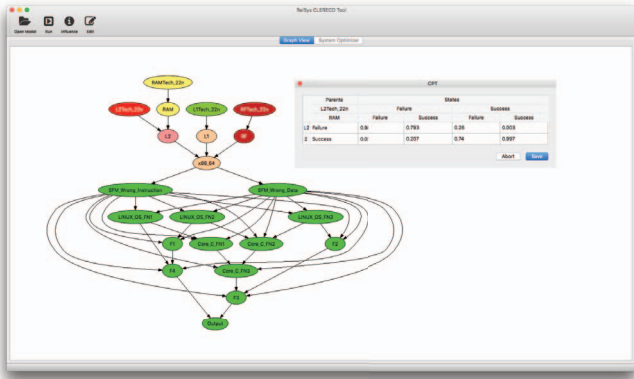 RelSys CLERECO Tool
Open Model Run Influence Edit
Graph View System Optimizer
RAMTech_22n
L2Tech_22n RAM L1Tech_22n RFTech_22n
L2 L1 RF
x86_64
SFM_Wrong_Instruction SFM_Wrong_Data
LINUX_OS_FN1 LINUX_OS_FN2 LINUX_OS_FN3
F1 Core_C_FN1 Core_C_FN2 F2
F4 Core_C_FN3
F3
Output
CPT
Parents States
L2Tech_22n Failure Success
RAM Failure Success Failure Success
L2 Failure 0.793 0.26 0.003
Success 0.207 0.74 0.997
Abort Save